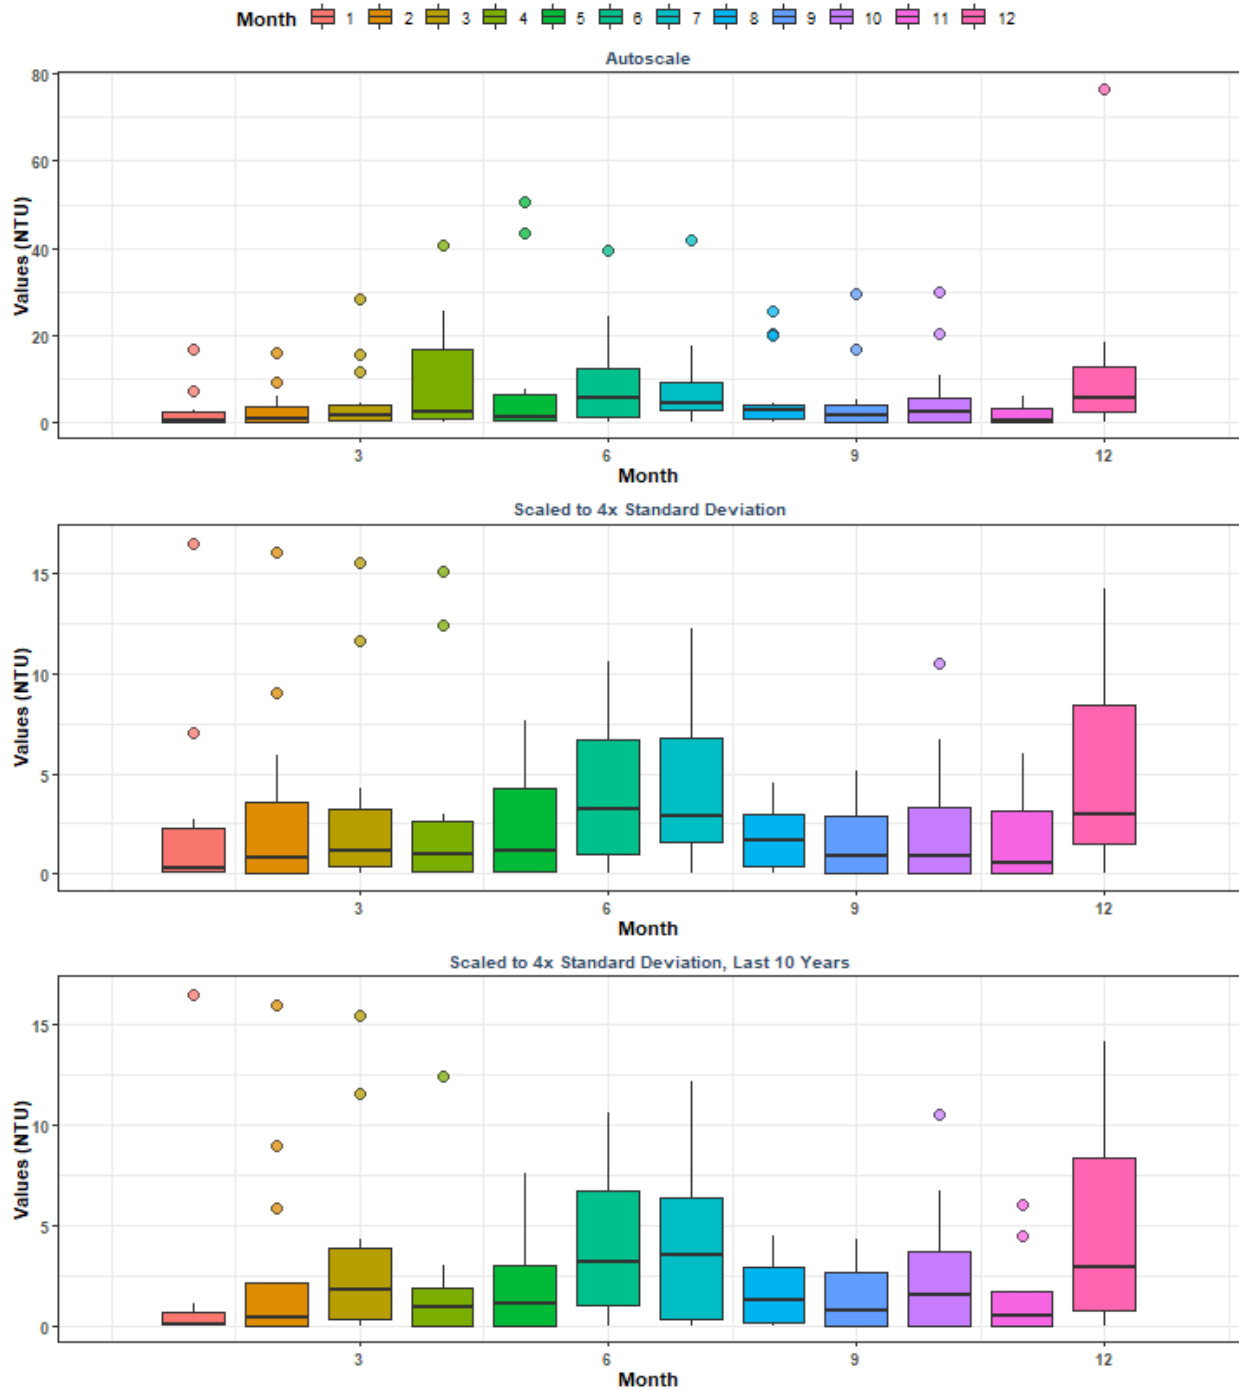 Month 1 2 3 4 5 6 7 8 9 10 11 12
Autoscale
Values (NTU)
80
60
40
20
0
3 6 9 12
Month
Scaled to 4x Standard Deviation
Values (NTU)
15
10
5
0
3 6 9 12
Month
Scaled to 4x Standard Deviation, Last 10 Years
Values (NTU)
15
10
5
0
3 6 9 12
Month